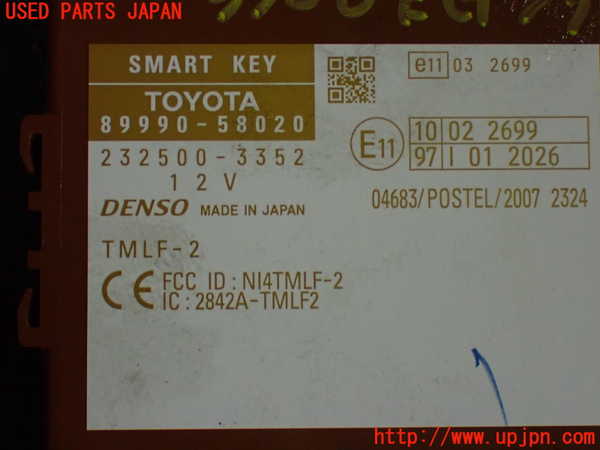 USED PARTS JAPAN
SMART KEY
TOYOTA
89990-58020
232500-3352
12V
DENSO MADE IN JAPAN
e11 03 2699
E11
10 02 2699
97 I 01 2026
04683/POSTEL/2007 2324
TMLF-2
CE FCC ID : NI4TMLF-2
IC : 2842A-TMLF2
http://www.upjpn.com